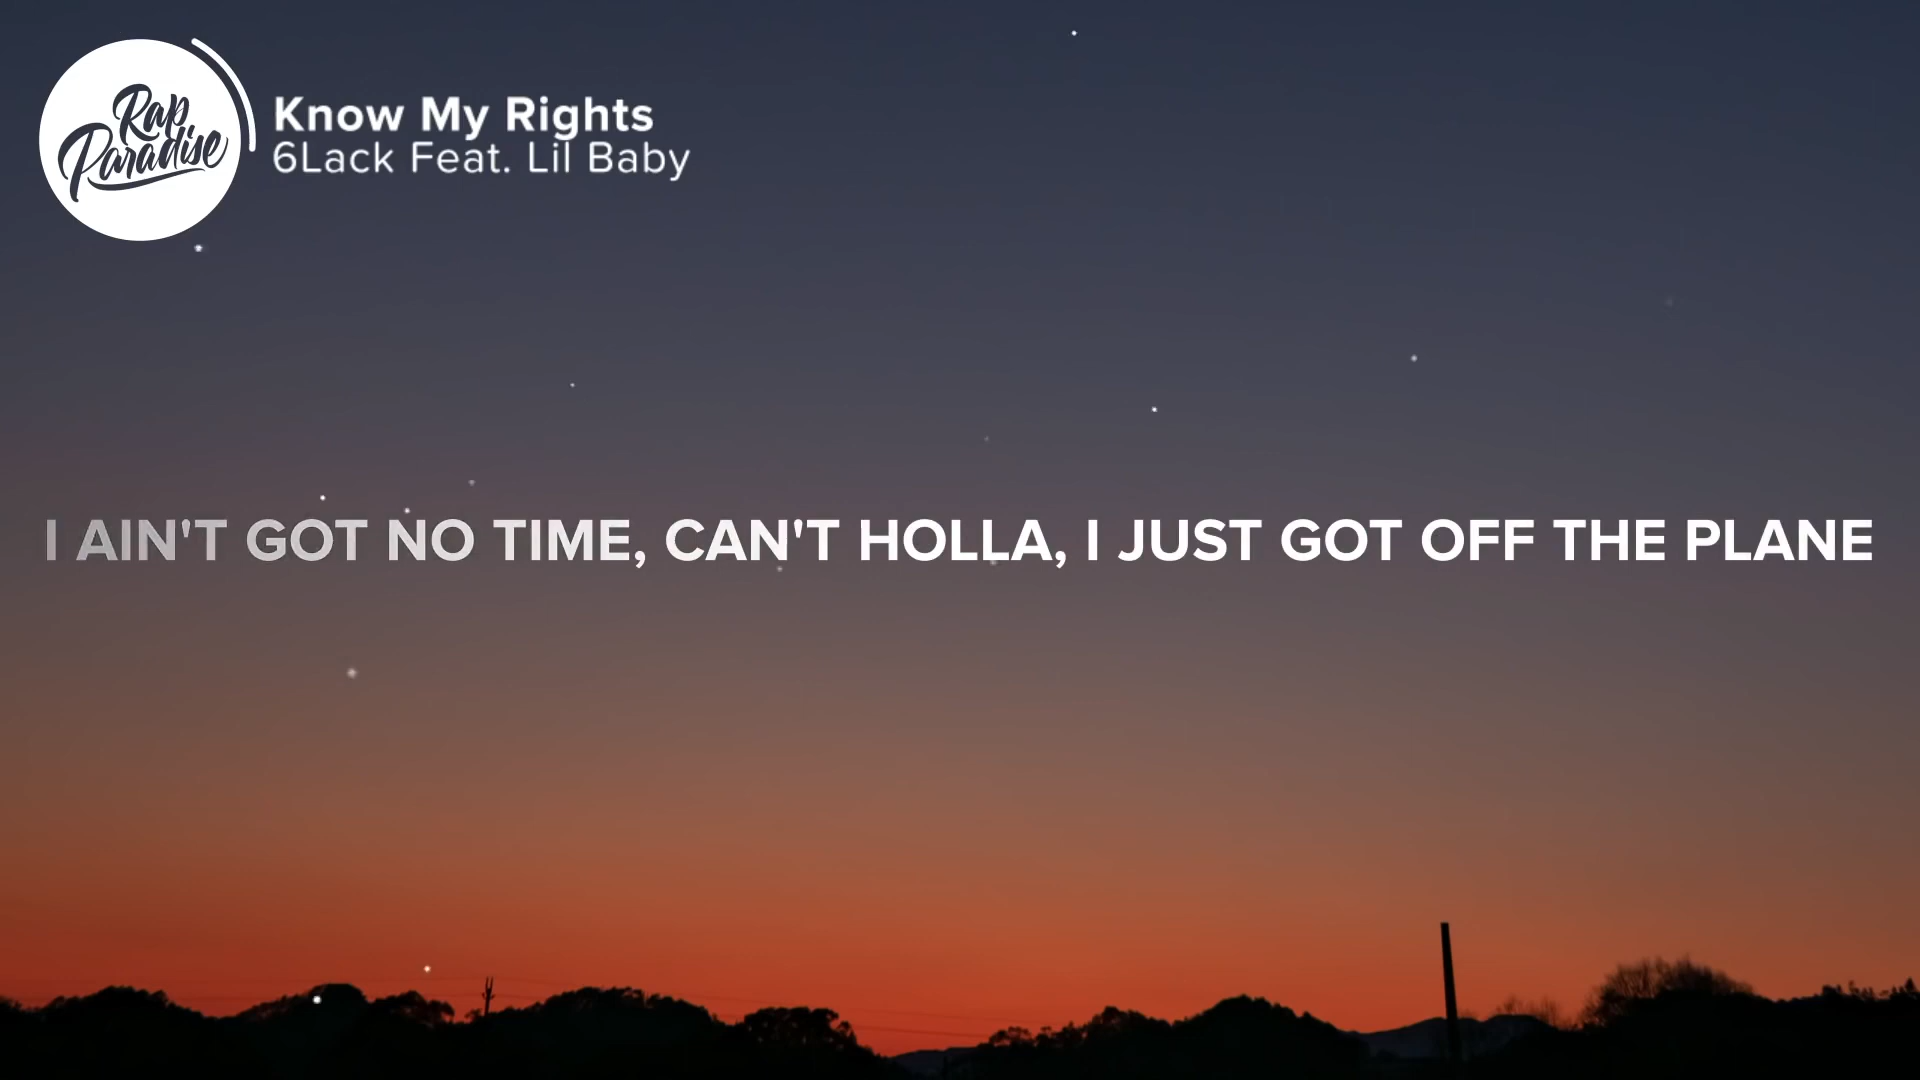 Rap
Paradise
Know My Rights
6Lack Feat. Lil Baby
I AIN'T GOT NO TIME, CAN'T HOLLA, I JUST GOT OFF THE PLANE